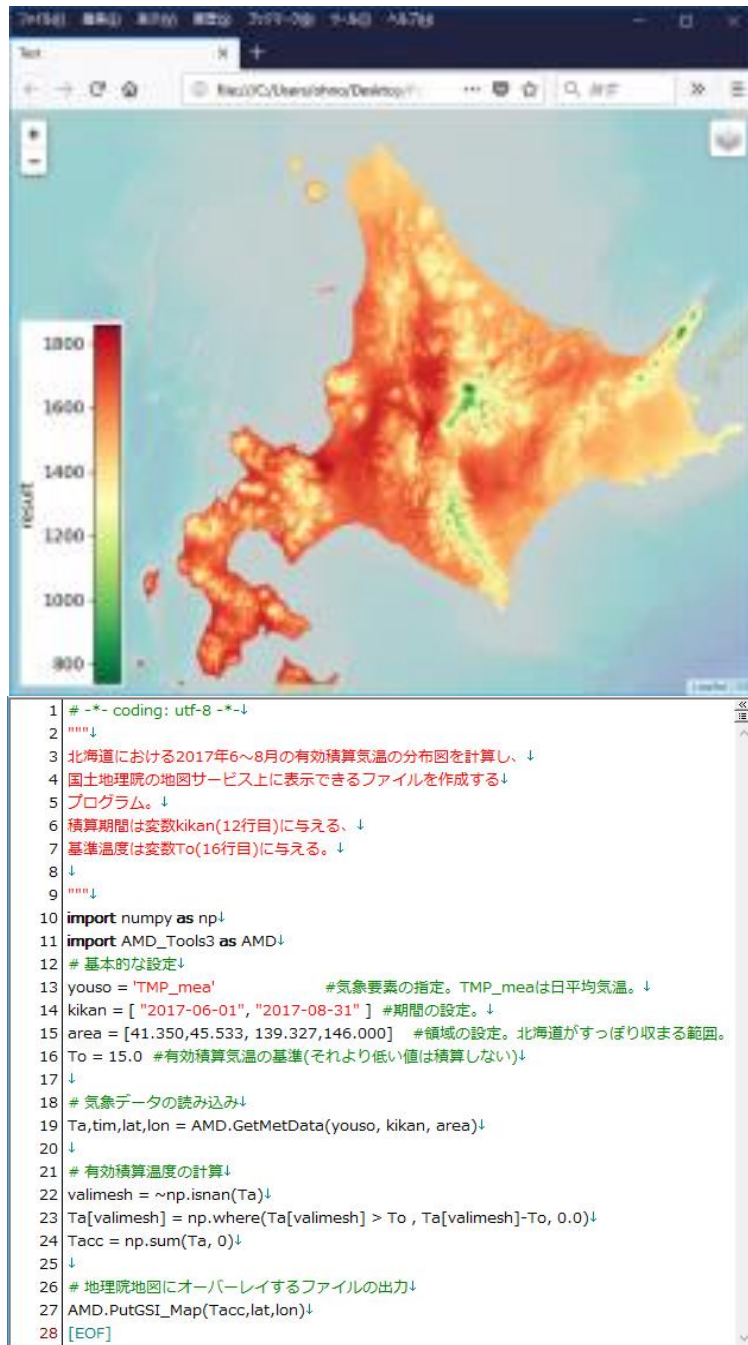 Test
1800
1600
1400
1200
1000
800
result
1 # -*- coding: utf-8 -*-↓
2 """↓
3 北海道における2017年6～8月の有効積算気温の分布図を計算し、↓
4 国土地理院の地図サービス上に表示できるファイルを作成する↓
5 プログラム。↓
6 積算期間は変数kikan(12行目)に与える、↓
7 基準温度は変数To(16行目)に与える。↓
8 ↓
9 """↓
10 import numpy as np↓
11 import AMD_Tools3 as AMD↓
12 # 基本的な設定↓
13 youso = 'TMP_mea' #気象要素の指定。TMP_meaは日平均気温。↓
14 kikan = [ "2017-06-01", "2017-08-31" ] #期間の設定。↓
15 area = [41.350,45.533, 139.327,146.000] #領域の設定。北海道がすっぽり収まる範囲。
16 To = 15.0 #有効積算気温の基準(それより低い値は積算しない)↓
17 ↓
18 # 気象データの読み込み↓
19 Ta,tim,lat,lon = AMD.GetMetData(youso, kikan, area)↓
20 ↓
21 # 有効積算温度の計算↓
22 valimesh = ~np.isnan(Ta)↓
23 Ta[valimesh] = np.where(Ta[valimesh] > To , Ta[valimesh]-To, 0.0)↓
24 Tacc = np.sum(Ta, 0)↓
25 ↓
26 # 地理院地図にオーバーレイするファイルの出力↓
27 AMD.PutGSI_Map(Tacc,lat,lon)↓
28 [EOF]